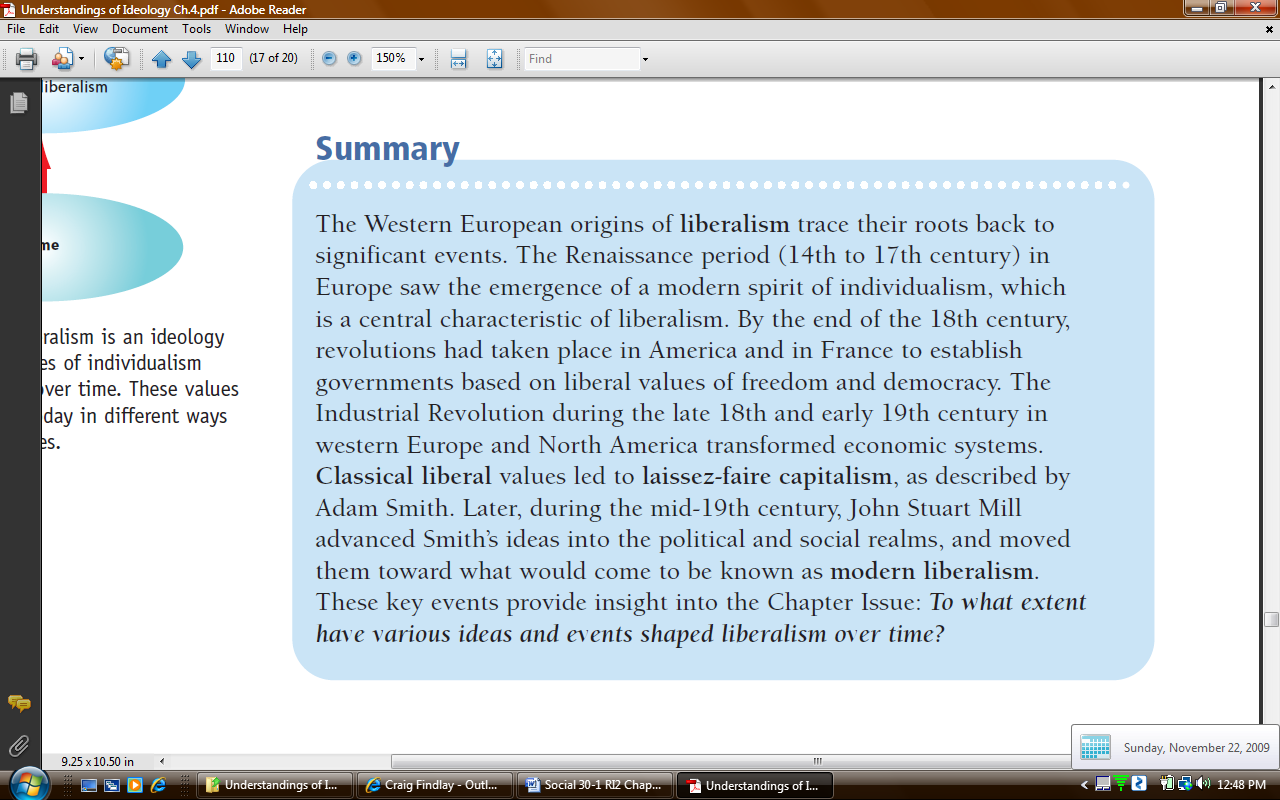 Understandings of Ideology Ch.4.pdf - Adobe Reader
File Edit View Document Tools Window Help
110 (17 of 20) 150% Find
liberalism
me
ralism is an ideology
es of individualism
over time. These values
day in different ways
es.
Summary
The Western European origins of liberalism trace their roots back to
significant events. The Renaissance period (14th to 17th century) in
Europe saw the emergence of a modern spirit of individualism, which
is a central characteristic of liberalism. By the end of the 18th century,
revolutions had taken place in America and in France to establish
governments based on liberal values of freedom and democracy. The
Industrial Revolution during the late 18th and early 19th century in
western Europe and North America transformed economic systems.
Classical liberal values led to laissez-faire capitalism, as described by
Adam Smith. Later, during the mid-19th century, John Stuart Mill
advanced Smith's ideas into the political and social realms, and moved
them toward what would come to be known as modern liberalism.
These key events provide insight into the Chapter Issue: To what extent
have various ideas and events shaped liberalism over time?
9.25 x 10.50 in
Sunday, November 22, 2009
Understandings of I... Craig Findlay - Outl... Social 30-1 RI2 Chap... Understandings of I... 12:48 PM